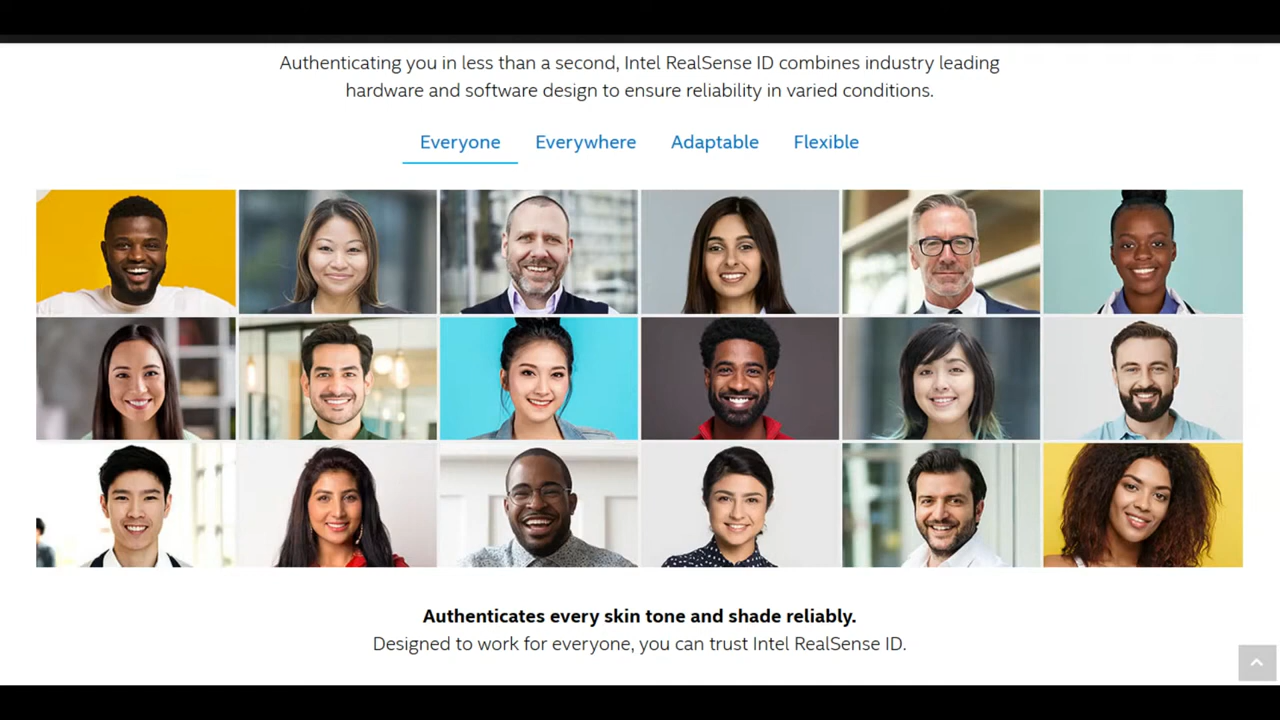 Authenticating you in less than a second, Intel RealSense ID combines industry leading
hardware and software design to ensure reliability in varied conditions.
Everyone Everywhere Adaptable Flexible
Authenticates every skin tone and shade reliably.
Designed to work for everyone, you can trust Intel RealSense ID.